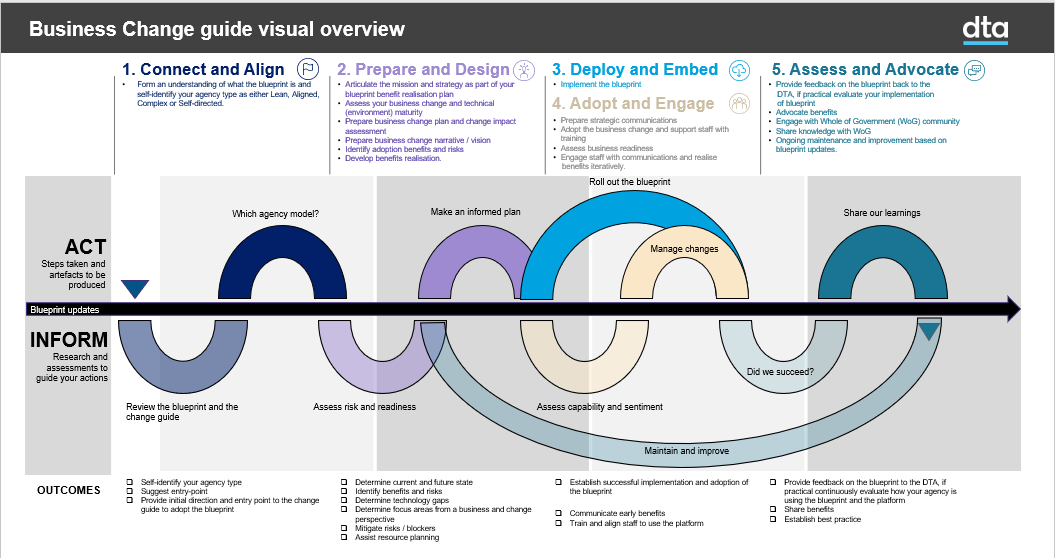 Business Change guide visual overview
dta
1. Connect and Align
• Form an understanding of what the blueprint is and
self-identify your agency type as either Lean, Aligned,
Complex or Self-directed.
2. Prepare and Design
• Articulate the mission and strategy as part of your
blueprint benefit realisation plan
• Assess your business change and technical
(environment) maturity
• Prepare business change plan and change impact
assessment
• Prepare business change narrative / vision
• Identify adoption benefits and risks
• Develop benefits realisation.
3. Deploy and Embed
• Implement the blueprint
4. Adopt and Engage
• Prepare strategic communications
• Adopt the business change and support staff with
training
• Assess business readiness
• Engage staff with communications and realise
benefits iteratively.
5. Assess and Advocate
• Provide feedback on the blueprint back to the
DTA, if practical evaluate your implementation
of blueprint
• Advocate benefits
• Engage with Whole of Government (WoG) community
• Share knowledge with WoG
• Ongoing maintenance and improvement based on
blueprint updates.
ACT
Steps taken and
artefacts to be
produced
Which agency model?
Make an informed plan
Roll out the blueprint
Manage changes
Share our learnings
Blueprint updates
INFORM
Research and
assessments to
guide your actions
Review the blueprint and the
change guide
Assess risk and readiness
Assess capability and sentiment
Did we succeed?
Maintain and improve
OUTCOMES
❑ Self-identify your agency type
❑ Suggest entry-point
❑ Provide initial direction and entry point to the change
guide to adopt the blueprint
❑ Determine current and future state
❑ Identify benefits and risks
❑ Determine technology gaps
❑ Determine focus areas from a business and change
perspective
❑ Mitigate risks / blockers
❑ Assist resource planning
❑ Establish successful implementation and adoption of
the blueprint
❑ Communicate early benefits
❑ Train and align staff to use the platform
❑ Provide feedback on the blueprint to the DTA, if
practical continuously evaluate how your agency is
using the blueprint and the platform
❑ Share benefits
❑ Establish best practice